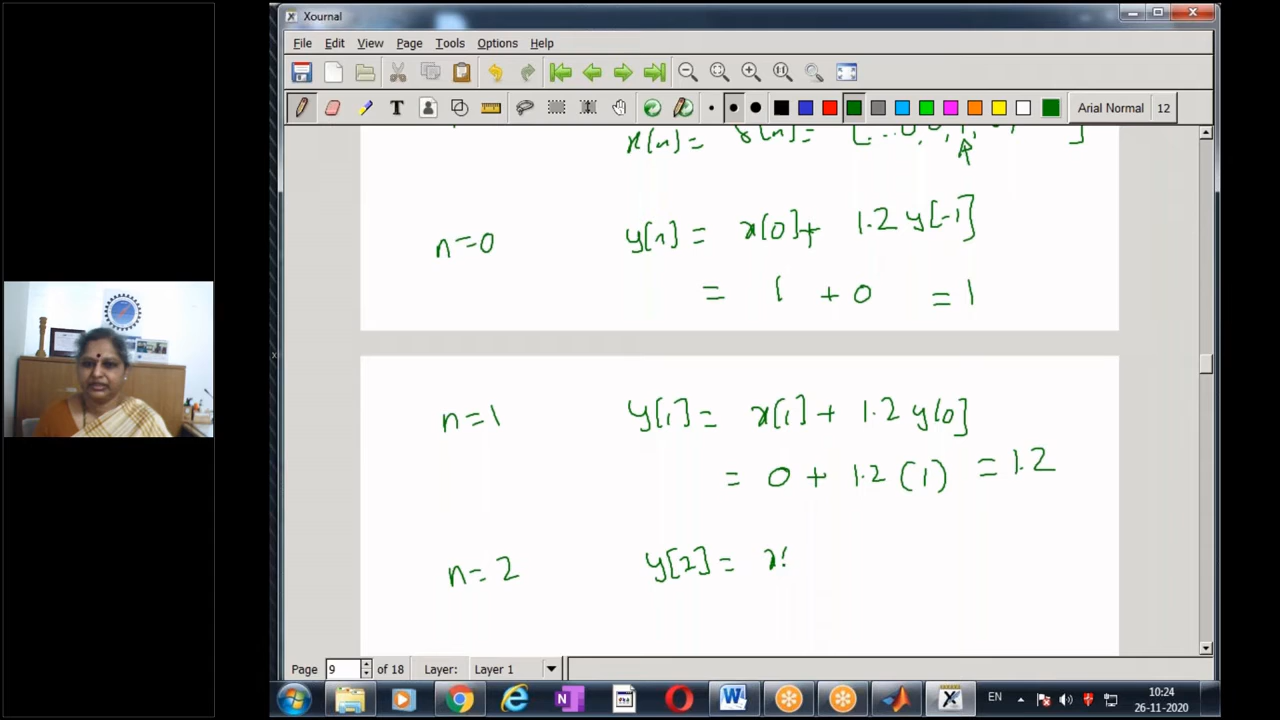 Xournal
File Edit View Page Tools Options Help
Arial Normal 12
x[n] = δ[n] =
n=0 y[n] = x[0] + 1.2 y[-1]
= 1 + 0 = 1
n=1 y[1] = x[1] + 1.2 y[0]
= 0 + 1.2 (1) = 1.2
n=2 y[2] = x
Page 9 of 18 Layer: Layer 1
EN 10:24
26-11-2020